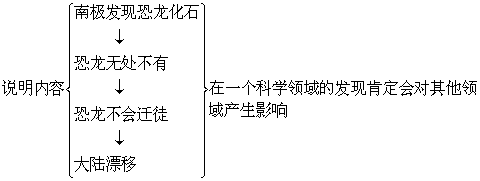 说明内容
南极发现恐龙化石
↓
恐龙无处不有
↓
恐龙不会迁徒
↓
大陆漂移
在一个科学领域的发现肯定会对其他领
域产生影响